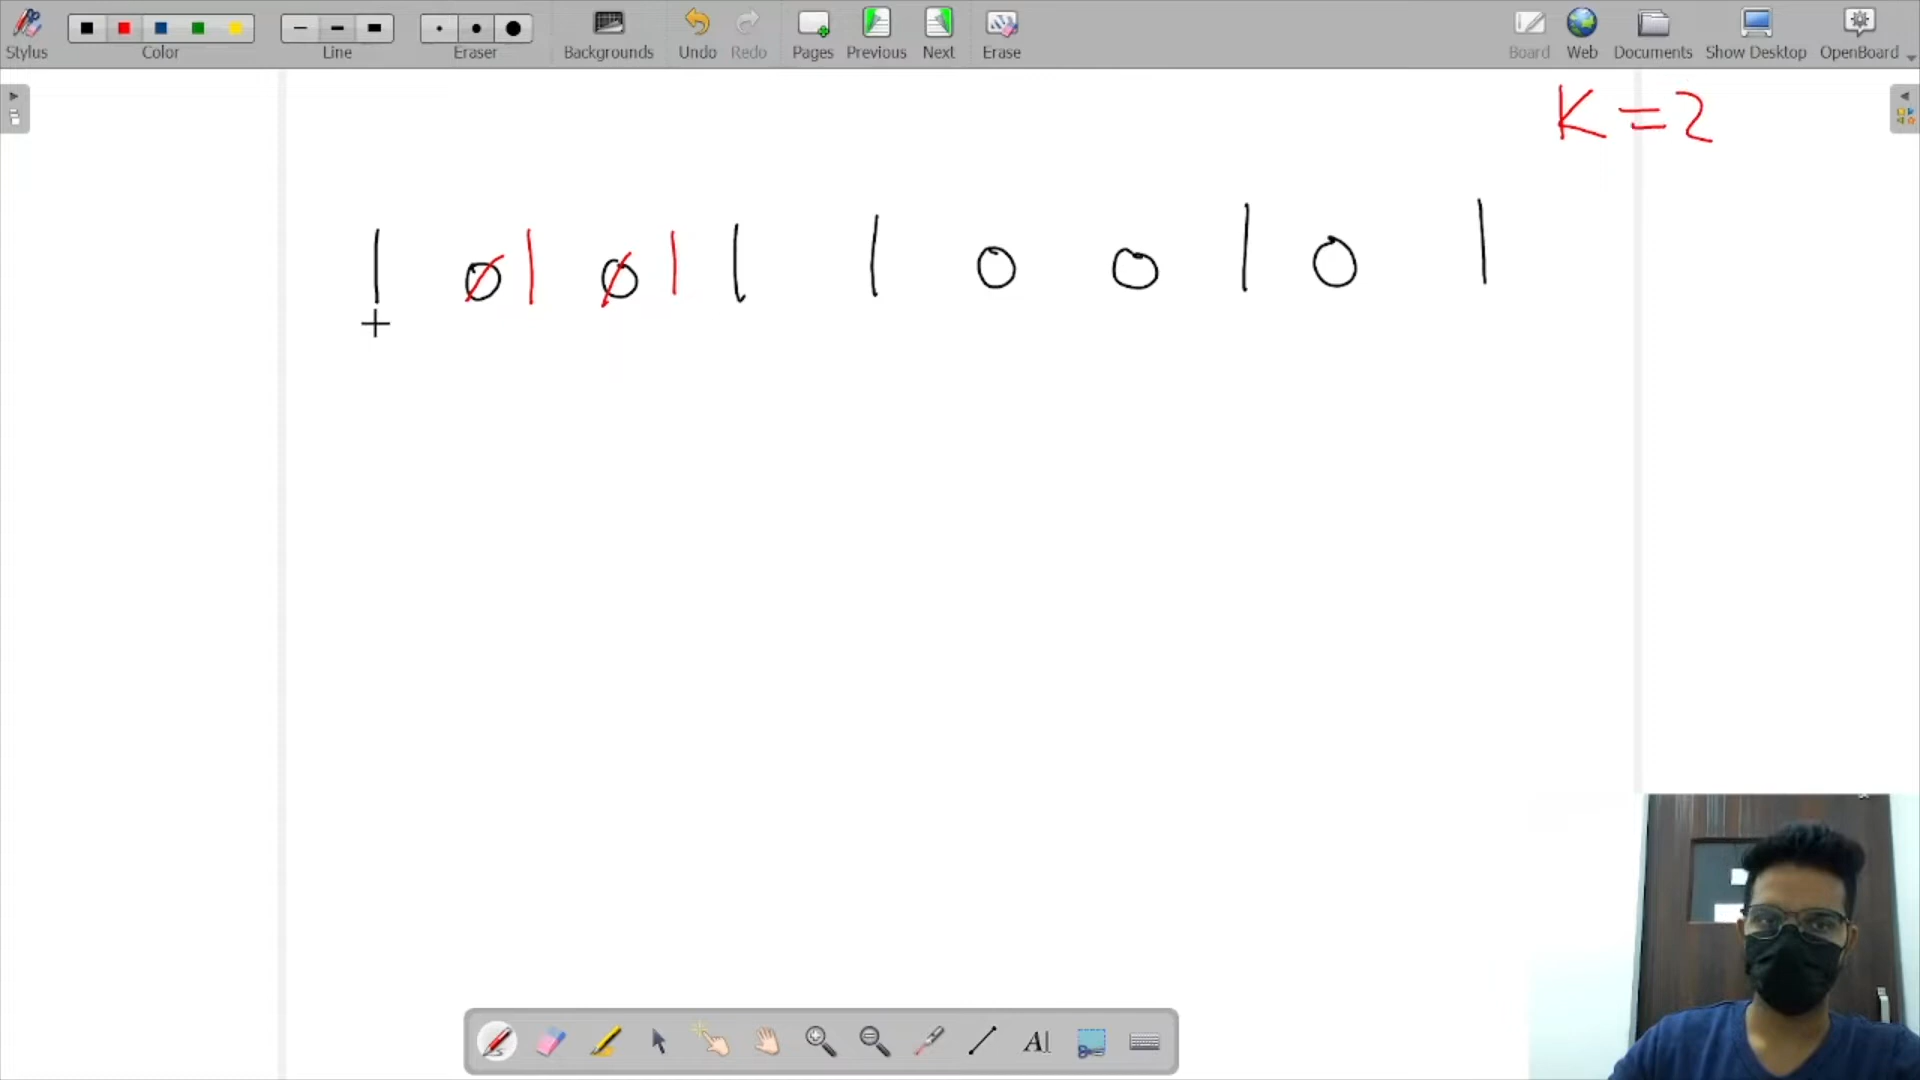 Stylus Color Line Eraser Backgrounds Undo Redo Pages Previous Next Erase Board Web Documents Show Desktop OpenBoard
K = 2
1 0 1 0 1 1 1 0 0 1 0 1
AI